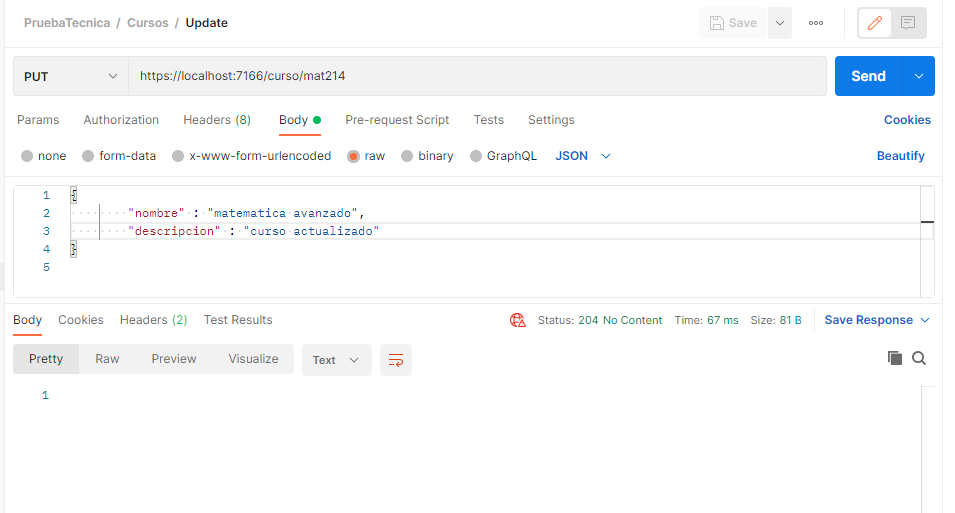 PruebaTecnica / Cursos / Update
Save
PUT
https://localhost:7166/curso/mat214
Send
Params Authorization Headers (8) Body Pre-request Script Tests Settings Cookies
none form-data x-www-form-urlencoded raw binary GraphQL JSON Beautify
1 {
2 "nombre" : "matematica avanzado",
3 "descripcion" : "curso actualizado"
4 }
5
Body Cookies Headers (2) Test Results Status: 204 No Content Time: 67 ms Size: 81 B Save Response
Pretty Raw Preview Visualize Text
1